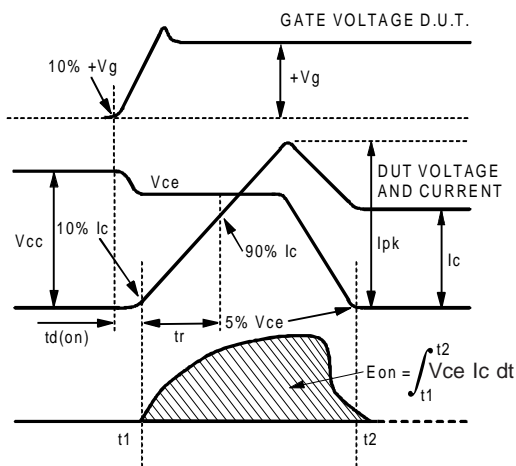 GATE VOLTAGE D.U.T.
10% +Vg
+Vg
Vce
DUT VOLTAGE
AND CURRENT
Vcc
10% Ic
90% Ic
Ipk
Ic
td(on)
tr
5% Vce
Eon = ∫ Vce Ic dt
t2
t1
t1
t2